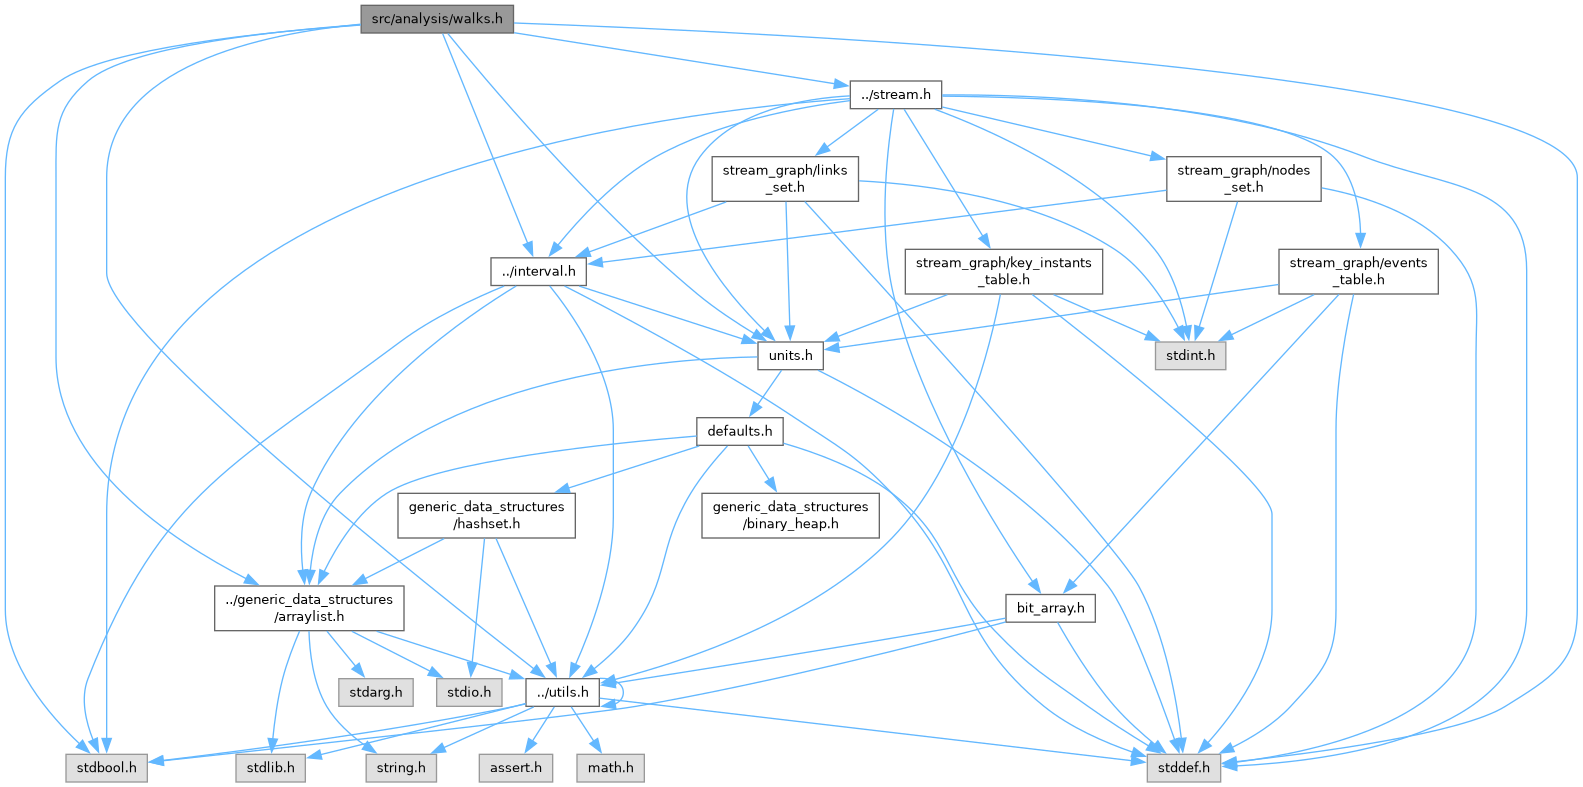 src/analysis/walks.h
../stream.h
stream_graph/links
_set.h
stream_graph/nodes
_set.h
../interval.h
stream_graph/key_instants
_table.h
stream_graph/events
_table.h
units.h
stdint.h
defaults.h
generic_data_structures
/hashset.h
generic_data_structures
/binary_heap.h
../generic_data_structures
/arraylist.h
bit_array.h
stdarg.h
stdio.h
../utils.h
stdbool.h
stdlib.h
string.h
assert.h
math.h
stddef.h